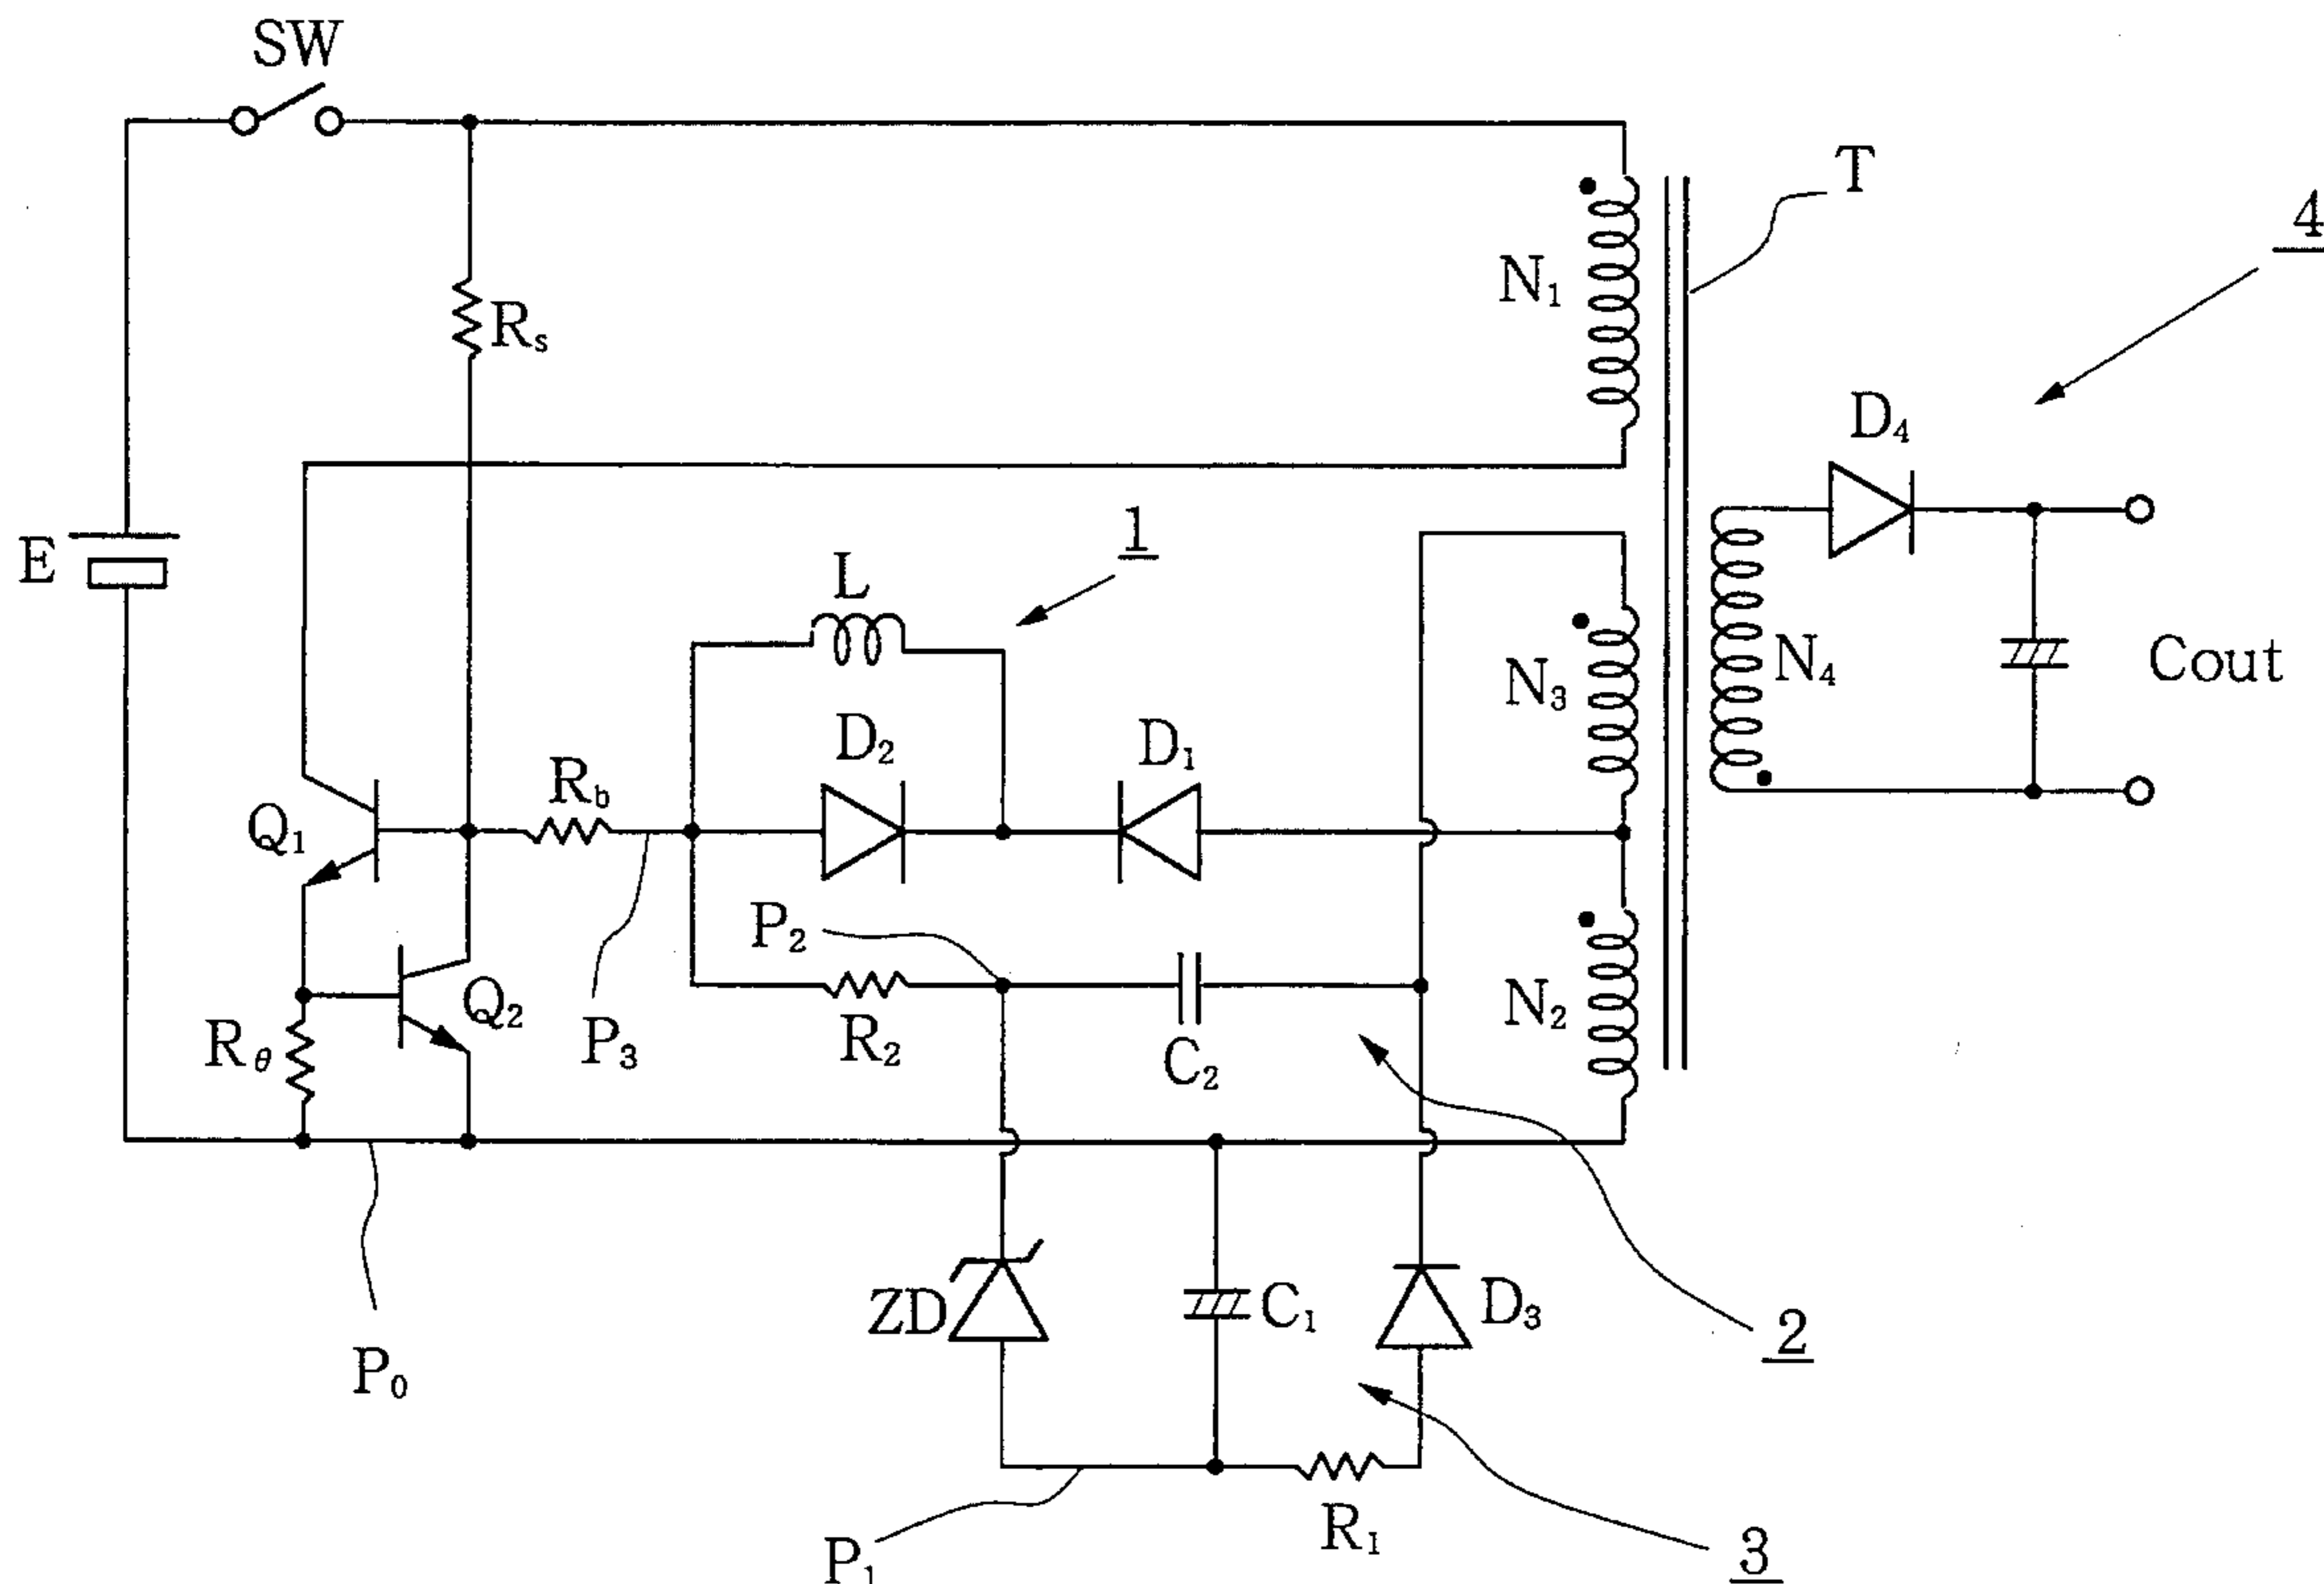 SW
T
4
N₁
Rs
D₄
1
E
L
N₃
N₄
Cout
D₂
D₁
Rb
Q₁
P₂
Q₂
N₂
Rθ
P₃
R₂
C₂
ZD
C₁
D₃
2
P₀
R₁
P₁
3